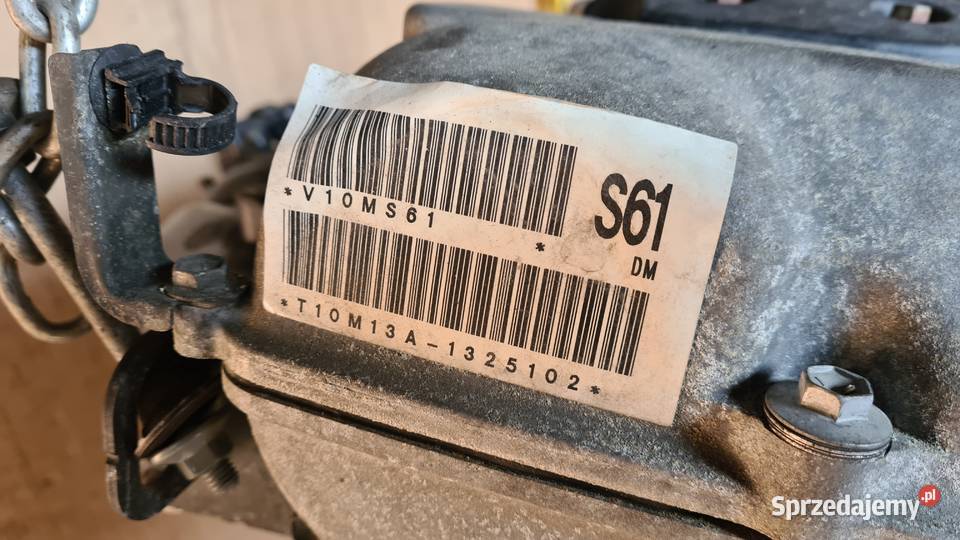 *V10MS61 *
S61
DM
*T10M13A-1325102*
Sprzedajemy.pl